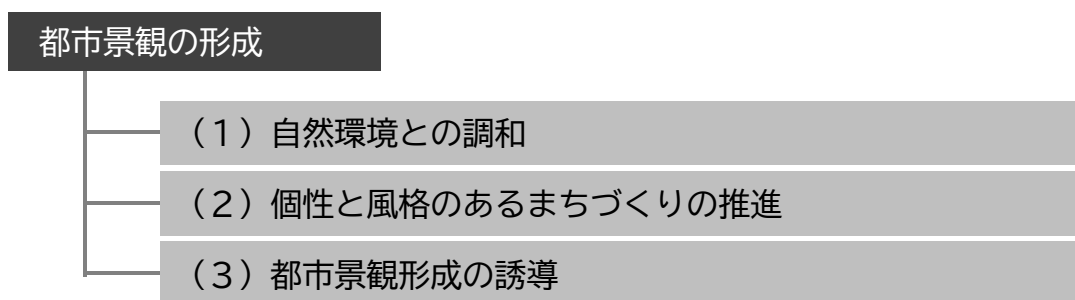 都市景観の形成
（１）自然環境との調和
（２）個性と風格のあるまちづくりの推進
（３）都市景観形成の誘導